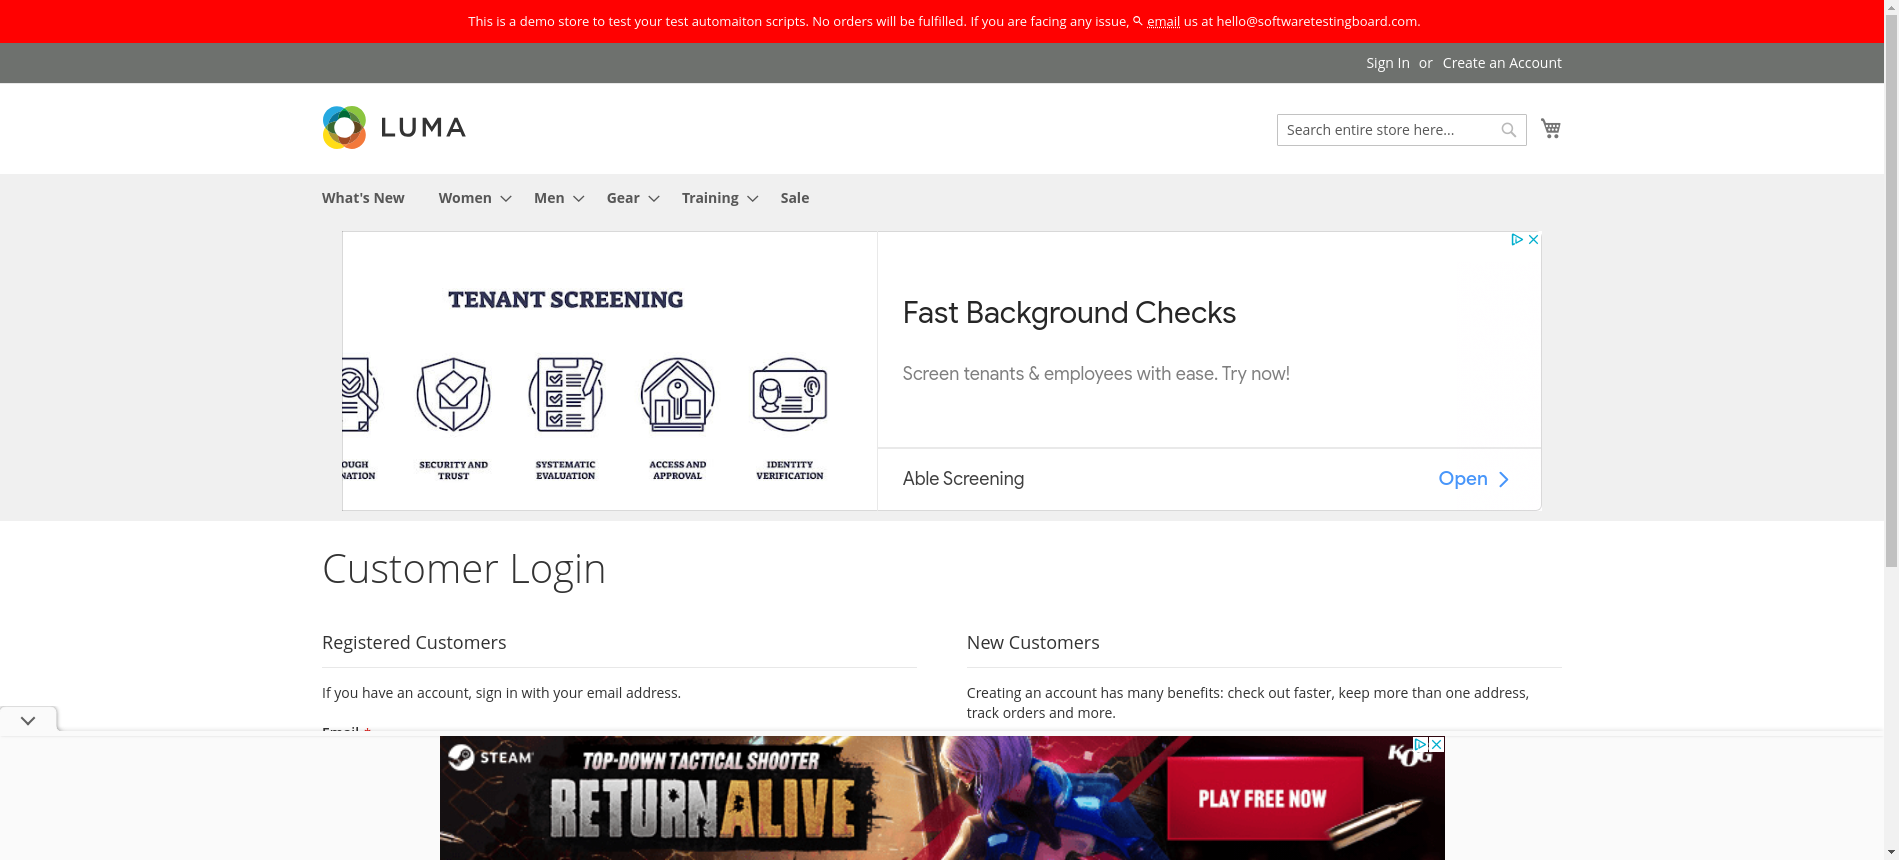 This is a demo store to test your test automaiton scripts. No orders will be fulfilled. If you are facing any issue, email us at hello@softwaretestingboard.com.
Sign In or Create an Account
LUMA
Search entire store here...
What's New Women Men Gear Training Sale
TENANT SCREENING
OUGH
NATION
SECURITY AND
TRUST
SYSTEMATIC
EVALUATION
ACCESS AND
APPROVAL
IDENTITY
VERIFICATION
Fast Background Checks
Screen tenants & employees with ease. Try now!
Able Screening
Open
Customer Login
Registered Customers
If you have an account, sign in with your email address.
Email *
New Customers
Creating an account has many benefits: check out faster, keep more than one address,
track orders and more.
STEAM
TOP-DOWN TACTICAL SHOOTER
RETURN ALIVE
PLAY FREE NOW
KOG